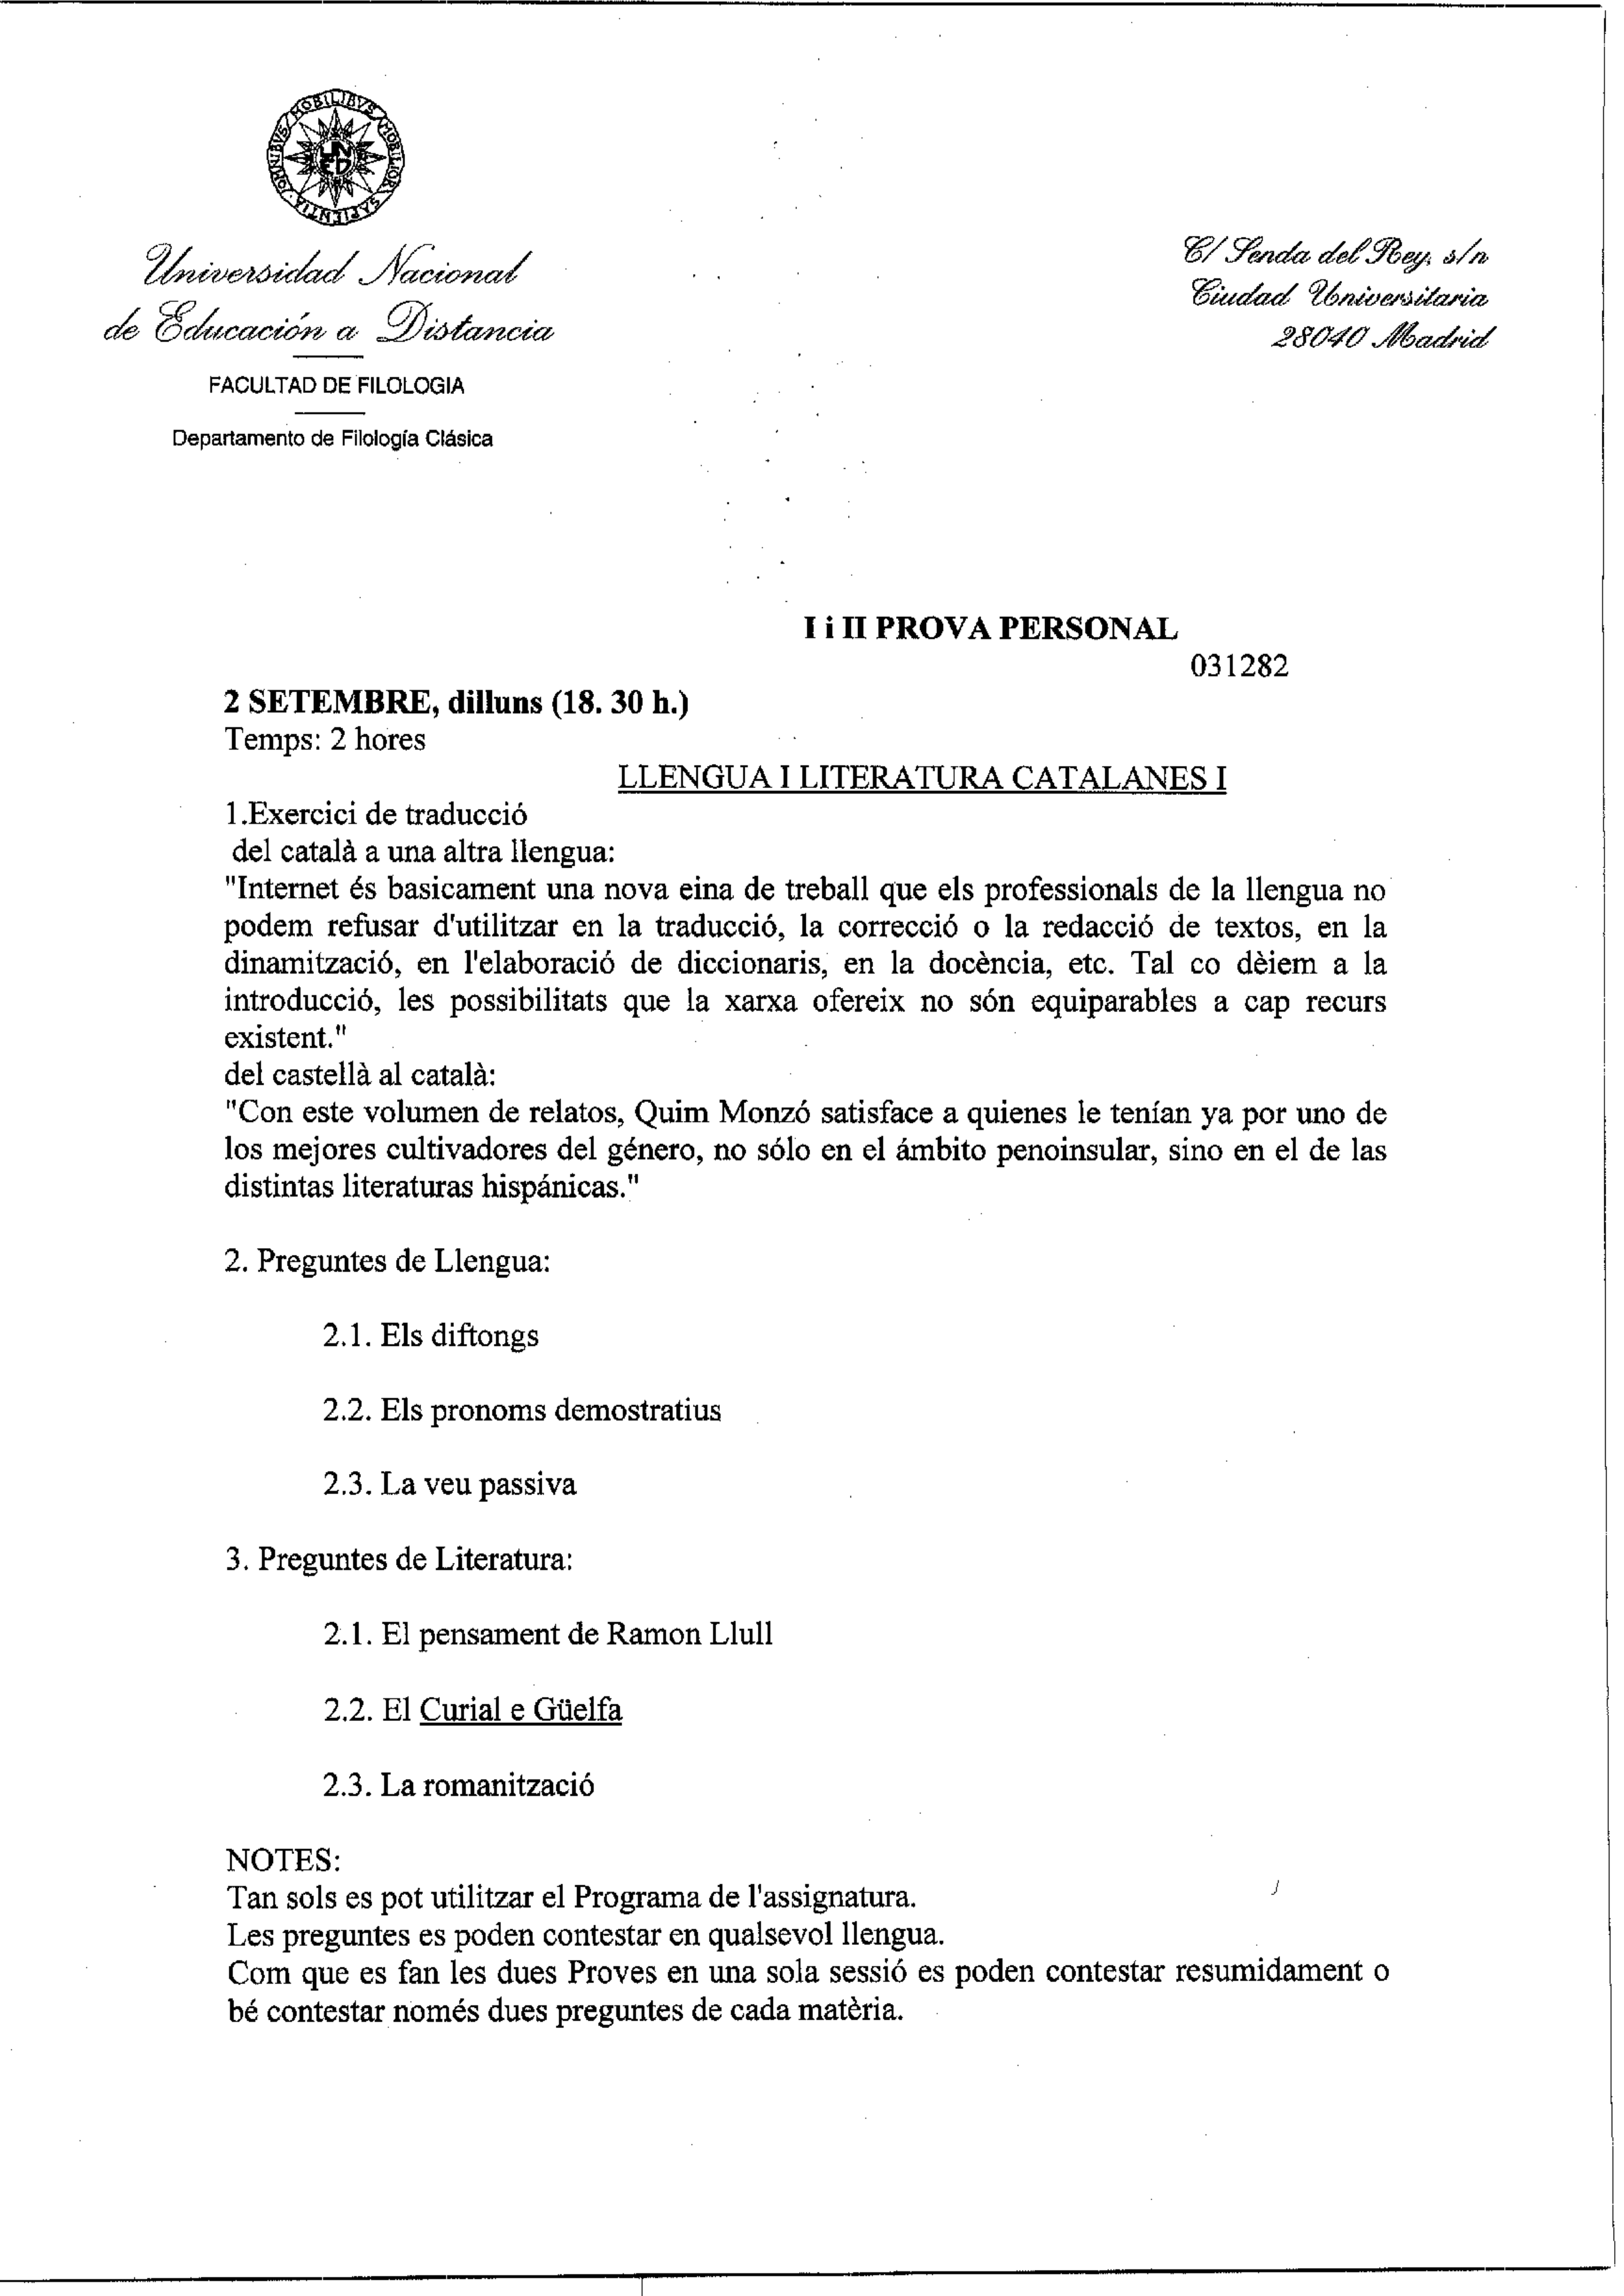 OMNIBVS MOBILIBVS MOBILIOR SAPIENTIA
UN
ED
Universidad Nacional
de Educación a Distancia
FACULTAD DE FILOLOGIA
Departamento de Filología Clásica
C/ Senda del Rey, s/n
Ciudad Universitaria
28040 Madrid
I i II PROVA PERSONAL
031282
2 SETEMBRE, dilluns (18. 30 h.)
Temps: 2 hores
LLENGUA I LITERATURA CATALANES I
1.Exercici de traducció
del català a una altra llengua:
"Internet és basicament una nova eina de treball que els professionals de la llengua no
podem refusar d'utilitzar en la traducció, la correcció o la redacció de textos, en la
dinamització, en l'elaboració de diccionaris, en la docència, etc. Tal co dèiem a la
introducció, les possibilitats que la xarxa ofereix no són equiparables a cap recurs
existent."
del castellà al català:
"Con este volumen de relatos, Quim Monzó satisface a quienes le tenían ya por uno de
los mejores cultivadores del género, no sólo en el ámbito penoinsular, sino en el de las
distintas literaturas hispánicas."
2. Preguntes de Llengua:
2.1. Els diftongs
2.2. Els pronoms demostratius
2.3. La veu passiva
3. Preguntes de Literatura:
2.1. El pensament de Ramon Llull
2.2. El Curial e Güelfa
2.3. La romanització
NOTES:
Tan sols es pot utilitzar el Programa de l'assignatura.
Les preguntes es poden contestar en qualsevol llengua.
Com que es fan les dues Proves en una sola sessió es poden contestar resumidament o
bé contestar només dues preguntes de cada matèria.